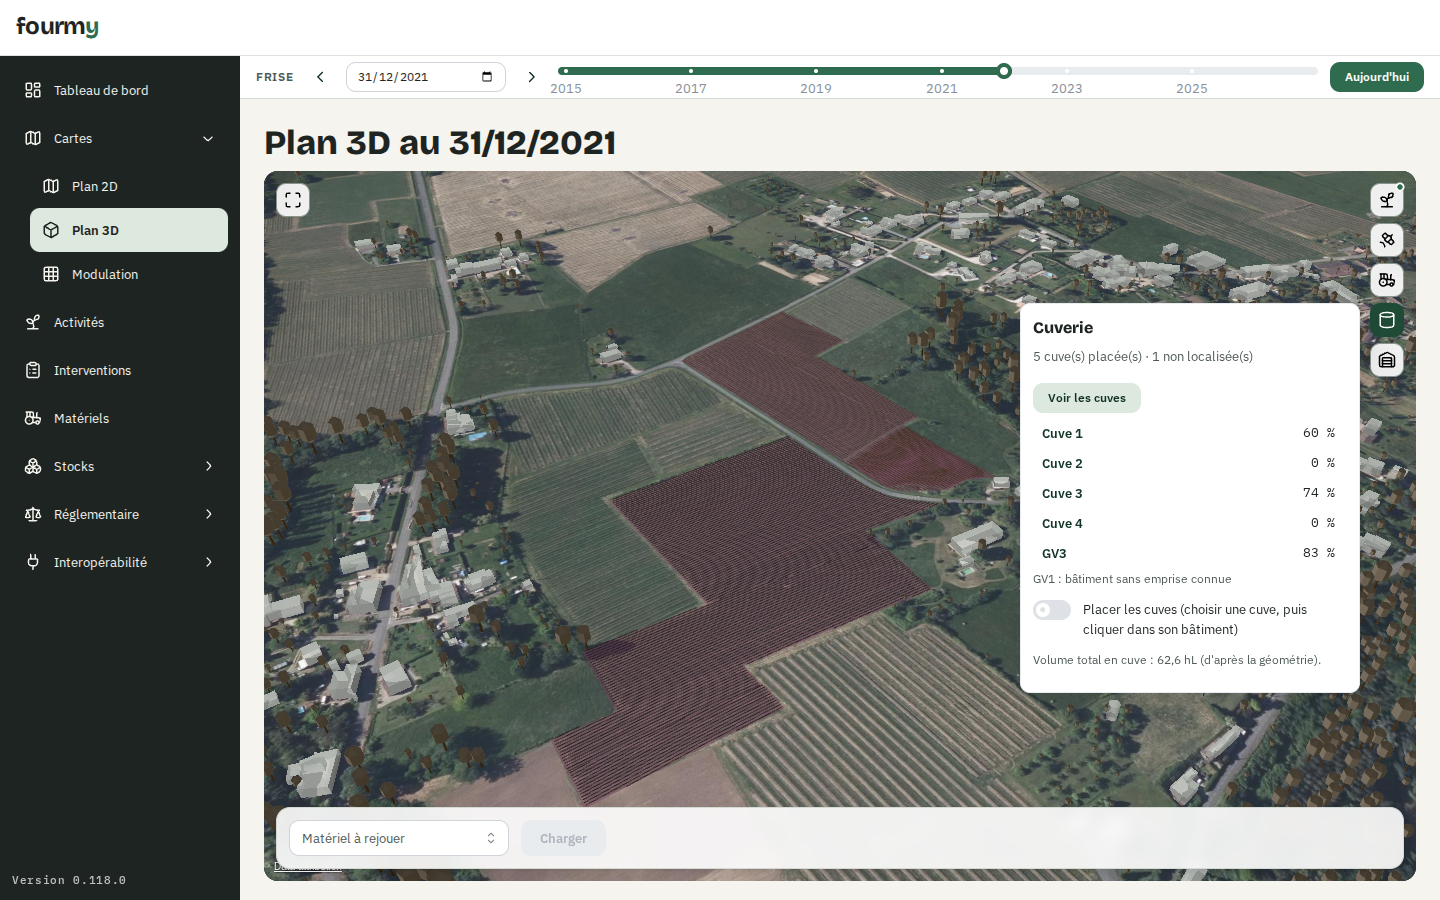 fourmy
FRISE
31/12/2021
2015
2017
2019
2021
2023
2025
Aujourd'hui
Tableau de bord
Cartes
Plan 2D
Plan 3D
Modulation
Activités
Interventions
Matériels
Stocks
Réglementaire
Interopérabilité
Version 0.118.0
Plan 3D au 31/12/2021
Cuverie
5 cuve(s) placée(s) · 1 non localisée(s)
Voir les cuves
Cuve 1 60 %
Cuve 2 0 %
Cuve 3 74 %
Cuve 4 0 %
GV3 83 %
GV1 : bâtiment sans emprise connue
Placer les cuves (choisir une cuve, puis
cliquer dans son bâtiment)
Volume total en cuve : 62,6 hL (d'après la géométrie).
Matériel à rejouer
Charger